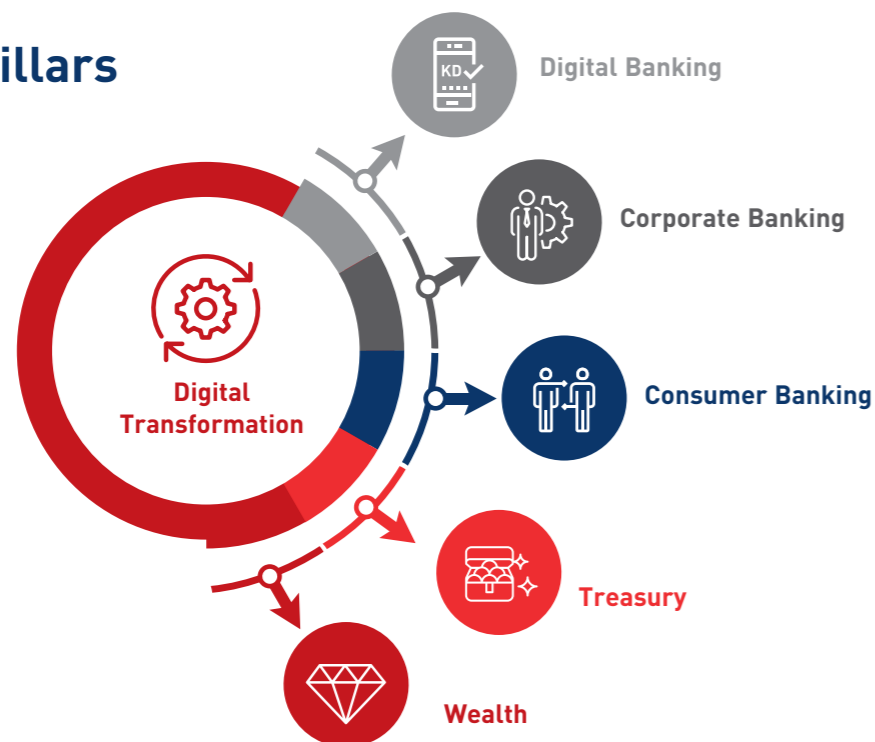 illars
KD
Digital Banking
Corporate Banking
Digital
Transformation
Consumer Banking
Treasury
Wealth